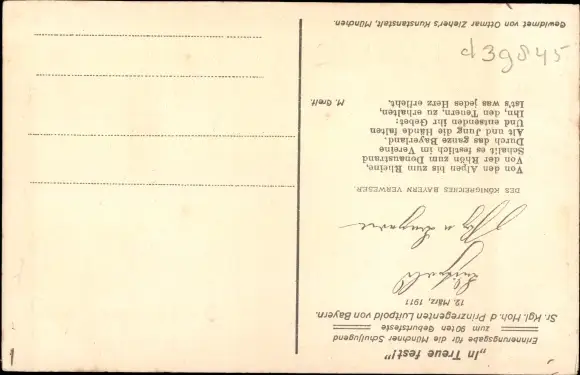 „In Treue fest!“
Erinnerungsgabe für die Münchner Schuljugend
zum 90ten Geburtsfeste
Sr. Kgl. Hoh. d Prinzregenten Luitpold von Bayern.
12. März, 1911
Luitpold
DES KÖNIGREICHES BAYERN VERWESER.
Von den Alpen bis zum Rheine,
Von der Rhön zum Donaustrand
Schallt es festlich im Vereine
Durch das ganze Bayerland.
Alt und Jung die Hände falten
Und entsenden ihr Gebet:
Ihn, den Teuern, zu erhalten,
Ist's was jedes Herz erfleht.
M. Greif.
Gewidmet von Ottmar Zieher's Kunstanstalt, München.
d39845